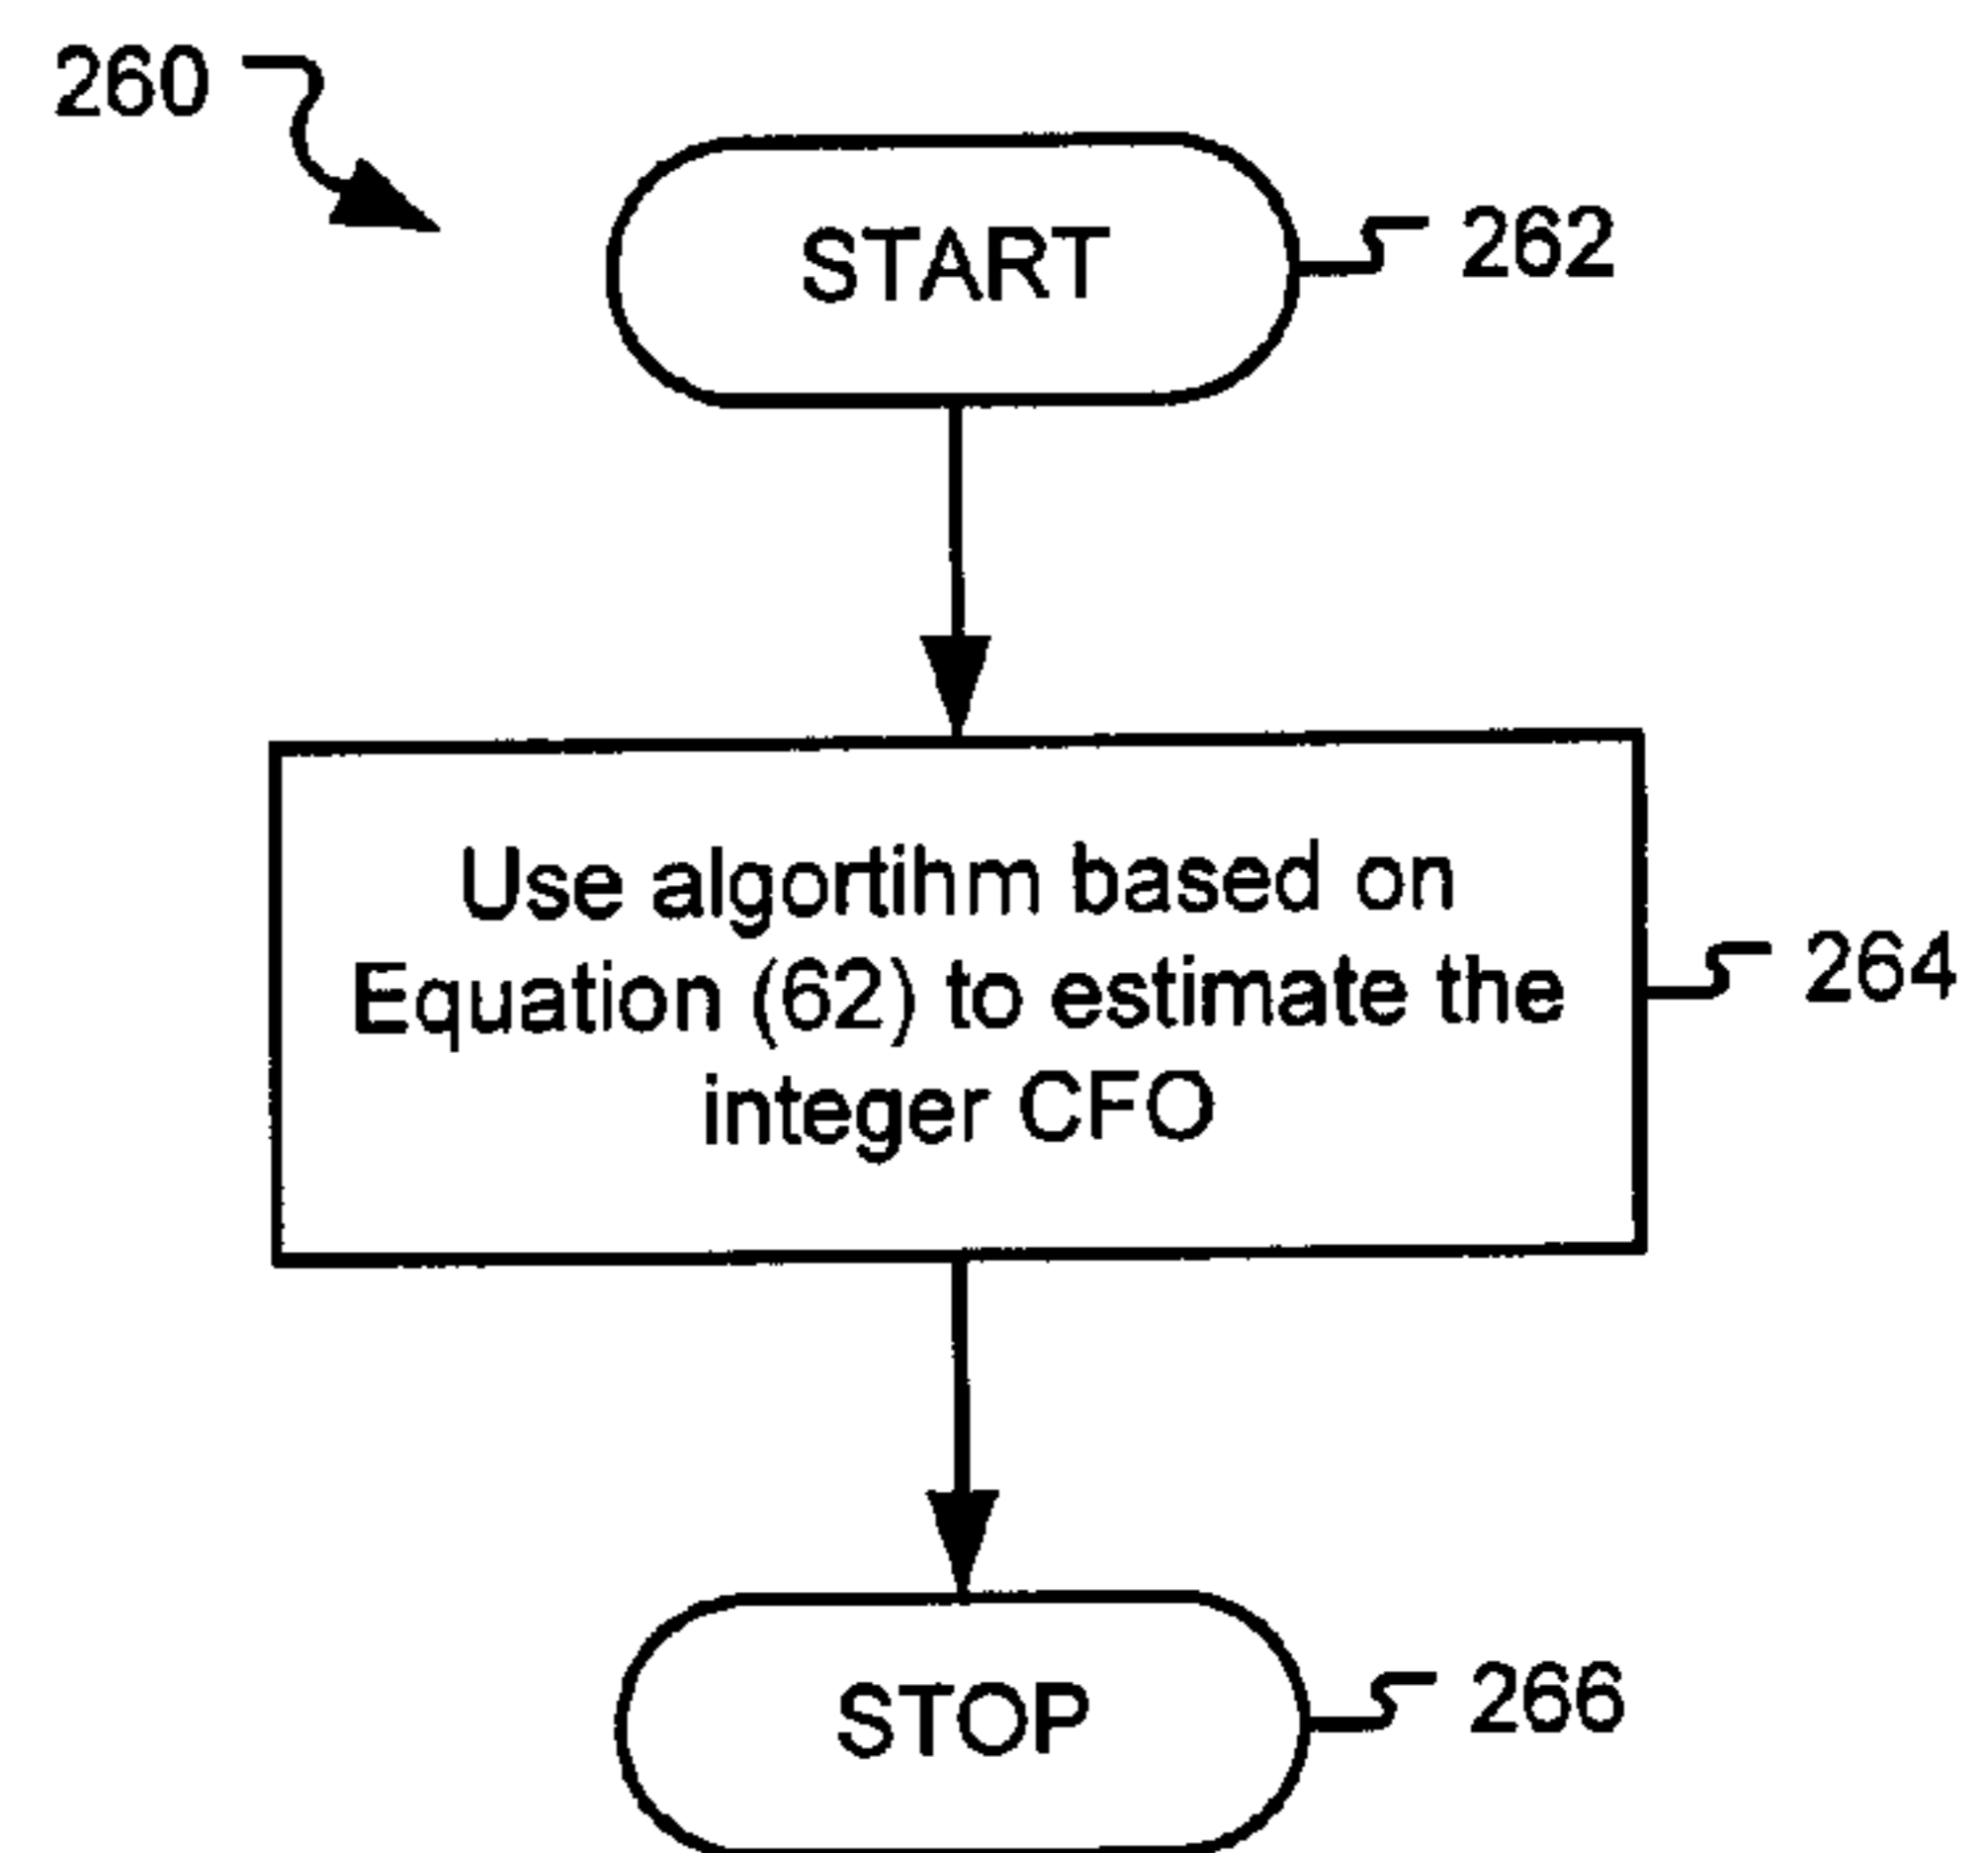 260
START
262
Use algortihm based on
Equation (62) to estimate the
integer CFO
264
STOP
266